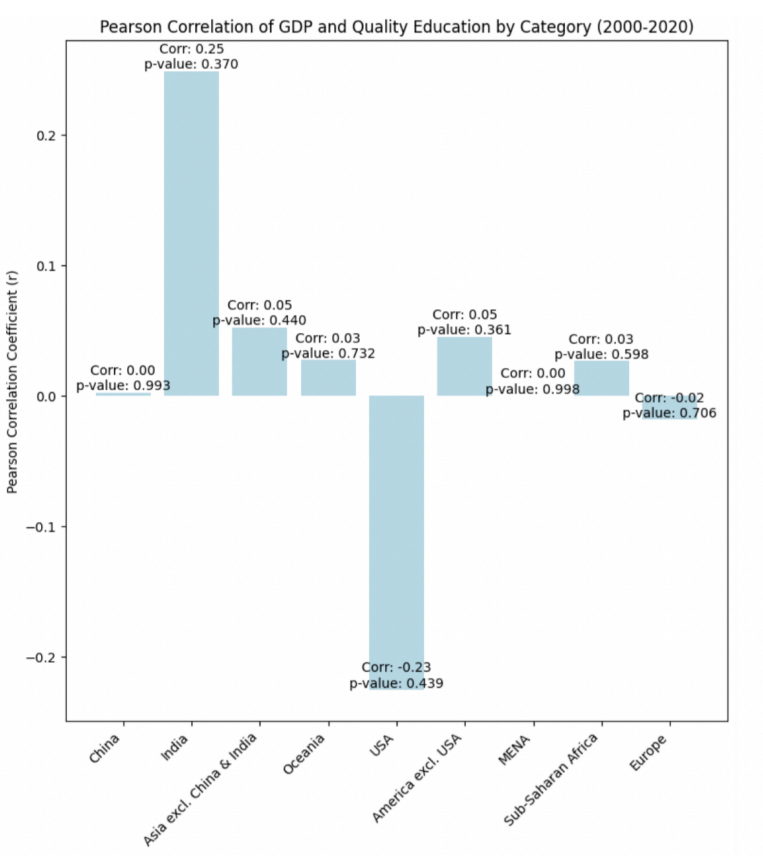 Pearson Correlation of GDP and Quality Education by Category (2000-2020)
Corr: 0.25
p-value: 0.370
0.2
0.1
Corr: 0.05
p-value: 0.440
Corr: 0.05
p-value: 0.361
Corr: 0.03
p-value: 0.732
Corr: 0.03
p-value: 0.598
Corr: 0.00
p-value: 0.993
Corr: 0.00
p-value: 0.998
0.0
Corr: -0.02
p-value: 0.706
Pearson Correlation Coefficient (r)
−0.1
−0.2
Corr: -0.23
p-value: 0.439
China
India
Asia excl. China & India
Oceania
USA
America excl. USA
MENA
Sub-Saharan Africa
Europe